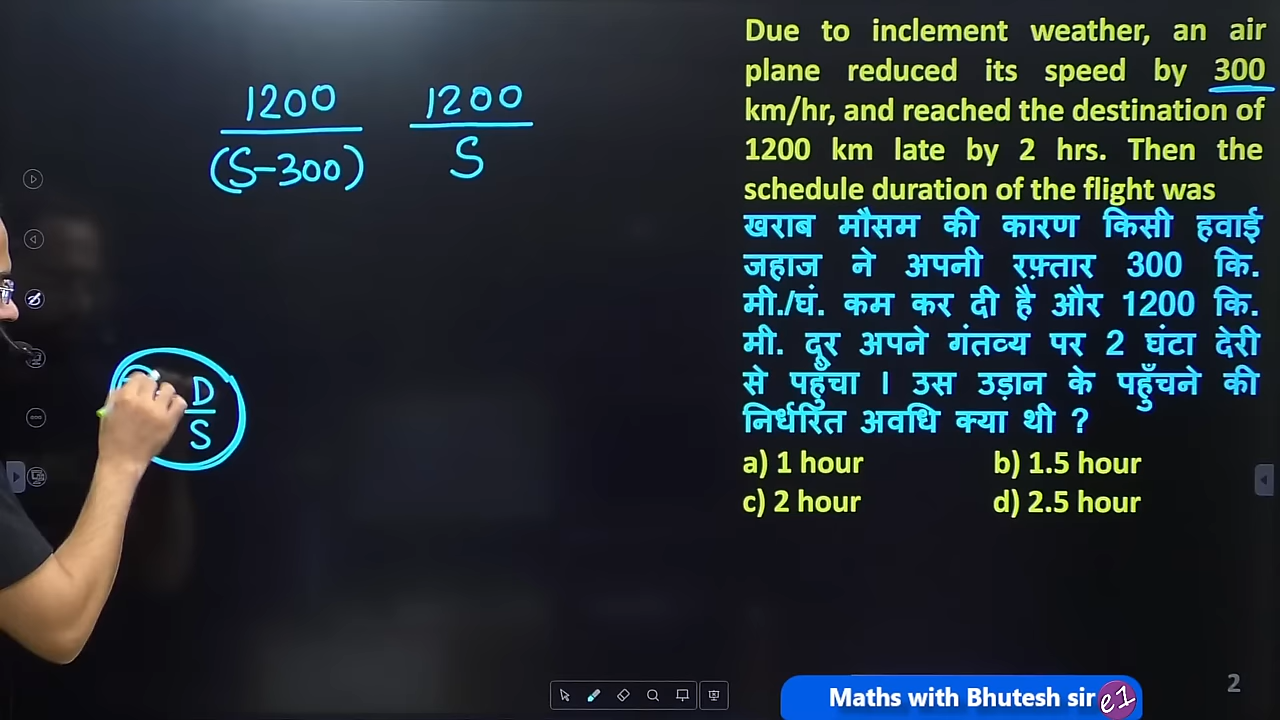 1200 1200
(S-300) S
D
S
Due to inclement weather, an air
plane reduced its speed by 300
km/hr, and reached the destination of
1200 km late by 2 hrs. Then the
schedule duration of the flight was
खराब मौसम की कारण किसी हवाई
जहाज ने अपनी रफ़्तार 300 कि.
मी./घं. कम कर दी है और 1200 कि.
मी. दूर अपने गंतव्य पर 2 घंटा देरी
से पहुँचा । उस उड़ान के पहुँचने की
निर्धरित अवधि क्या थी ?
a) 1 hour b) 1.5 hour
c) 2 hour d) 2.5 hour
Maths with Bhutesh sir e1
2